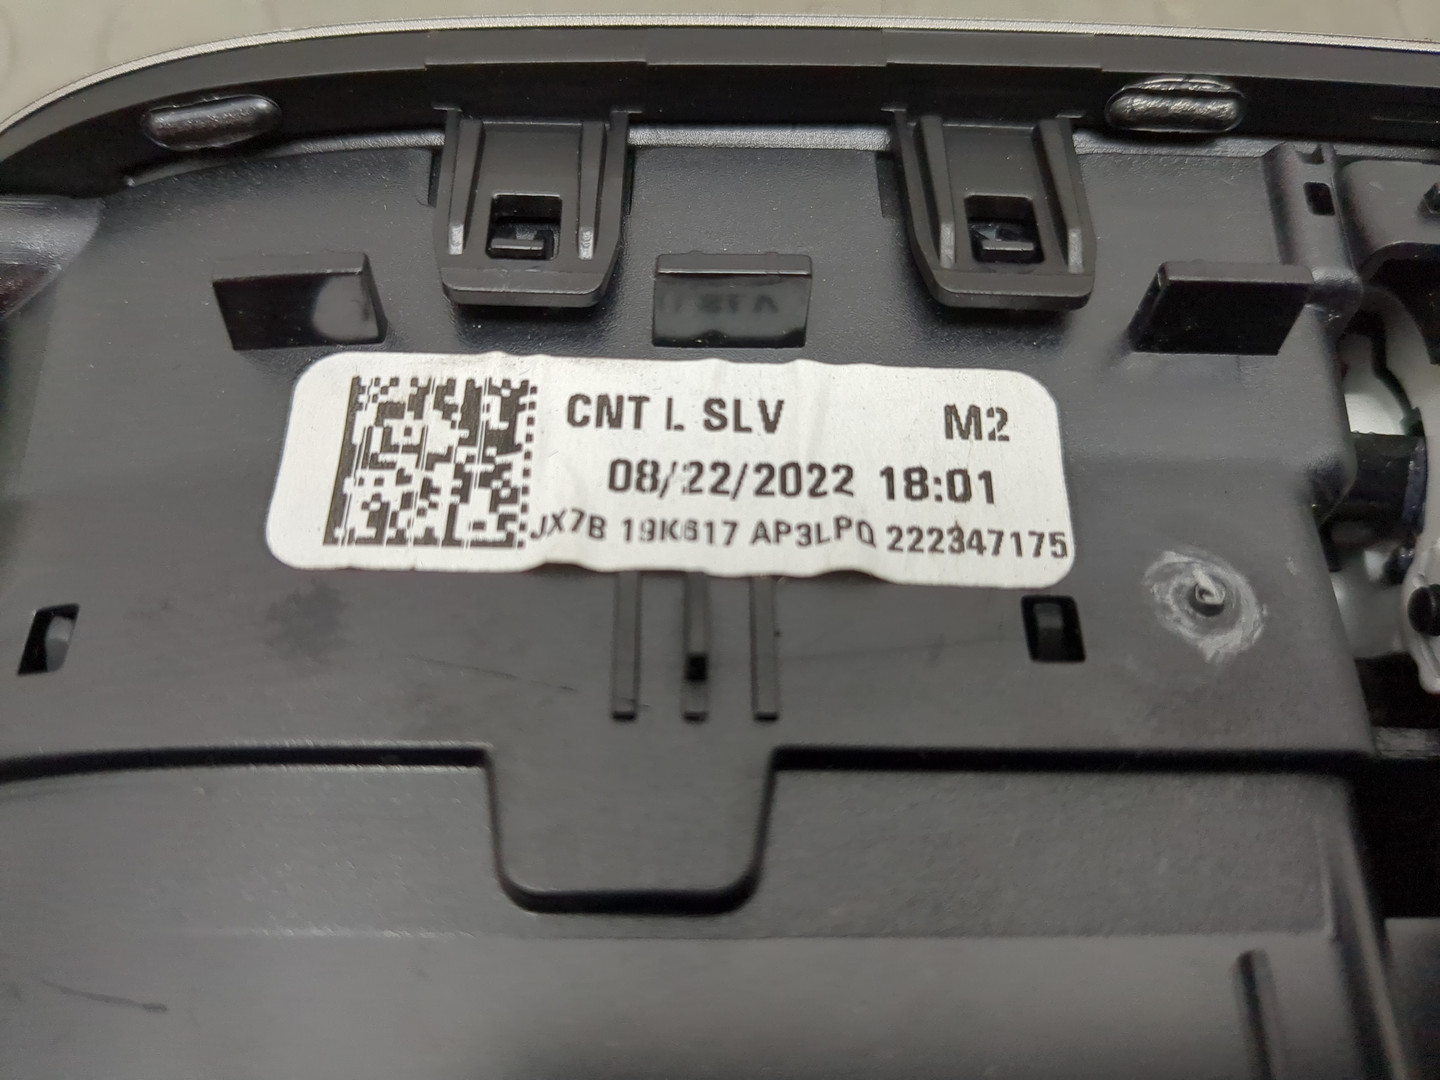 CNT L SLV M2
08/22/2022 18:01
JX7B 19K617 AP3LPQ 222347175